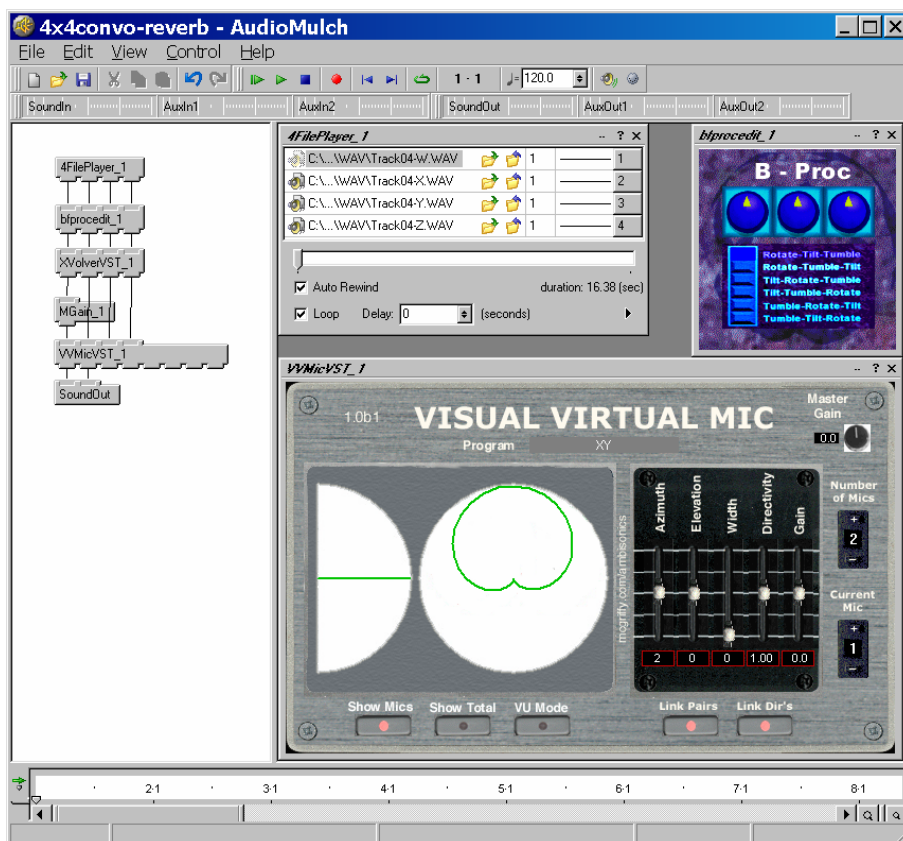 4x4convo-reverb - AudioMulch
File Edit View Control Help
1 · 1 ♩= 120.0
SoundIn AuxIn1 AuxIn2 SoundOut AuxOut1 AuxOut2
4FilePlayer_1
bfprocedit_1
XVolverVST_1
MGain_1
VVMicVST_1
SoundOut
4FilePlayer_1 ? X
C:\...\WAV\Track04-W.WAV 1 1
C:\...\WAV\Track04-X.WAV 1 2
C:\...\WAV\Track04-Y.WAV 1 3
C:\...\WAV\Track04-Z.WAV 1 4
Auto Rewind duration: 16.38 (sec)
Loop Delay: 0 (seconds)
bfprocedit_1 ? X
B - Proc
Rotate-Tilt-Tumble
Rotate-Tumble-Tilt
Tilt-Rotate-Tumble
Tilt-Tumble-Rotate
Tumble-Rotate-Tilt
Tumble-Tilt-Rotate
VVMicVST_1 ? X
1.0b1 VISUAL VIRTUAL MIC
Master Gain
0.0
Program XY
mcgriffy.com/ambisonics
Azimuth Elevation Width Directivity Gain
2 0 0 1.00 0.0
Number of Mics
+
2
−
Current Mic
+
1
−
Show Mics Show Total VU Mode Link Pairs Link Dir's
2·1 3·1 4·1 5·1 6·1 7·1 8·1